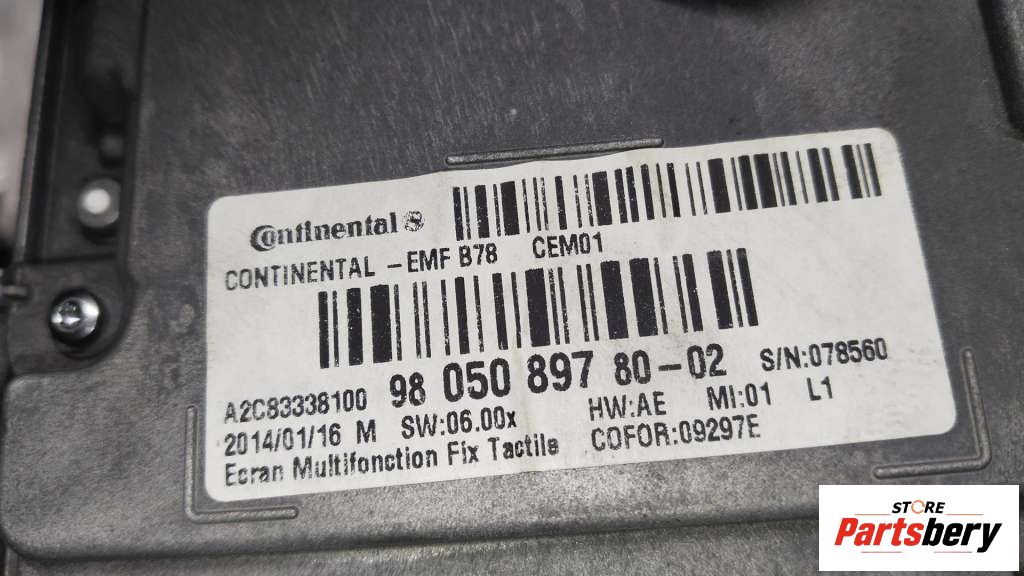 Continental
CONTINENTAL -EMF B78 CEM01
A2C83338100 98 050 897 80-02 S/N:078560
2014/01/16 M SW:06.00x HW:AE MI:01 L1
Ecran Multifonction Fix Tactile COFOR:09297E
STORE
Partsbery